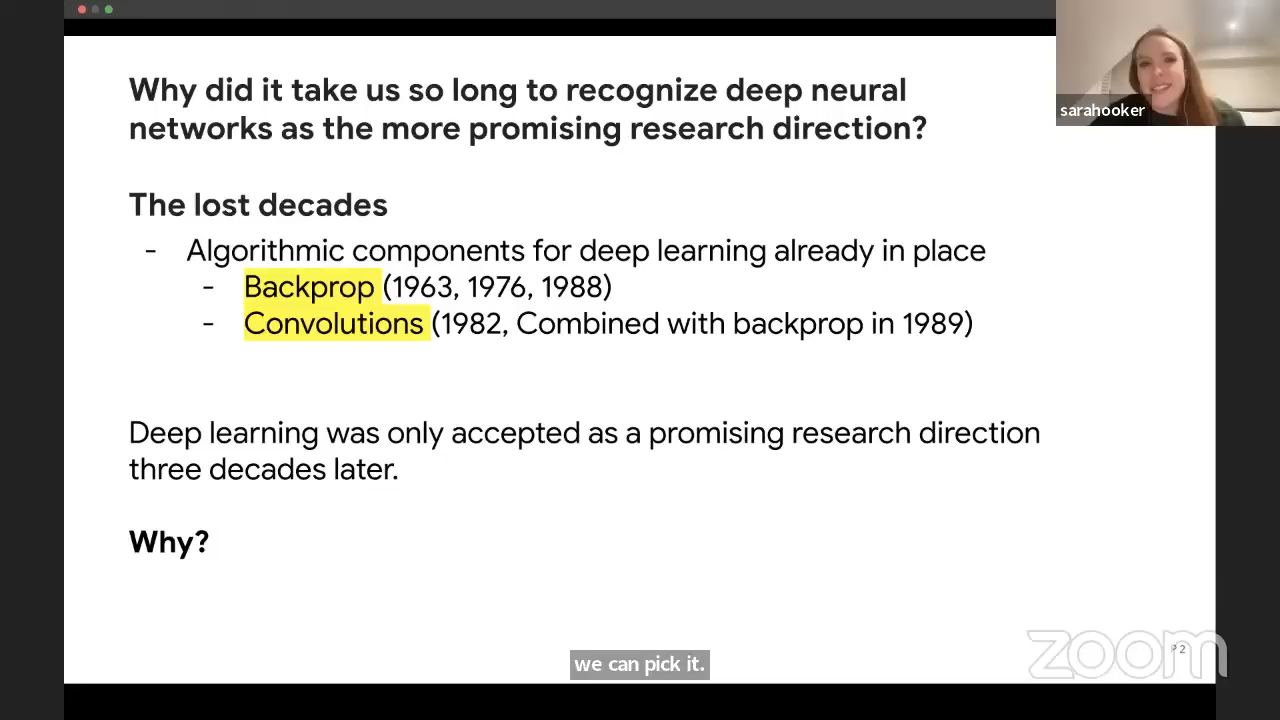 sarahooker
Why did it take us so long to recognize deep neural
networks as the more promising research direction?
The lost decades
- Algorithmic components for deep learning already in place
- Backprop (1963, 1976, 1988)
- Convolutions (1982, Combined with backprop in 1989)
Deep learning was only accepted as a promising research direction
three decades later.
Why?
we can pick it.
zoom